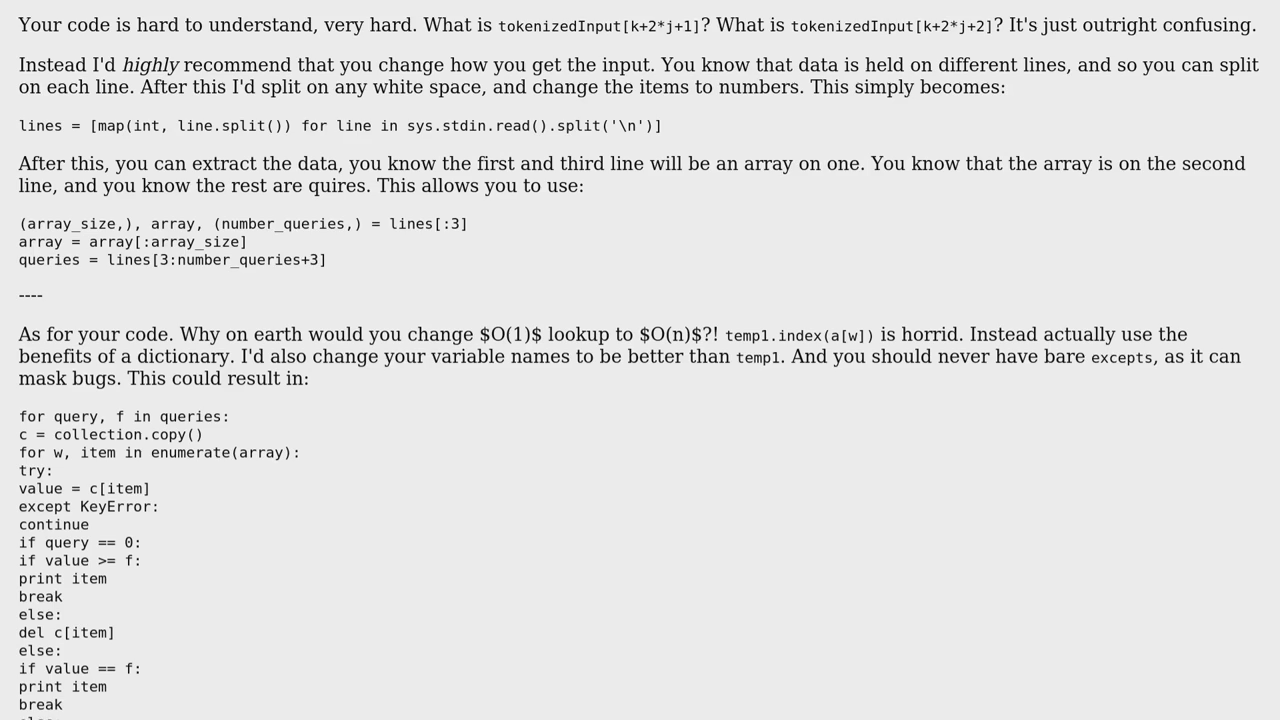 Your code is hard to understand, very hard. What is tokenizedInput[k+2*j+1]? What is tokenizedInput[k+2*j+2]? It's just outright confusing.
Instead I'd highly recommend that you change how you get the input. You know that data is held on different lines, and so you can split
on each line. After this I'd split on any white space, and change the items to numbers. This simply becomes:
lines = [map(int, line.split()) for line in sys.stdin.read().split('\n')]
After this, you can extract the data, you know the first and third line will be an array on one. You know that the array is on the second
line, and you know the rest are quires. This allows you to use:
(array_size,), array, (number_queries,) = lines[:3]
array = array[:array_size]
queries = lines[3:number_queries+3]
----
As for your code. Why on earth would you change $O(1)$ lookup to $O(n)$?! temp1.index(a[w]) is horrid. Instead actually use the
benefits of a dictionary. I'd also change your variable names to be better than temp1. And you should never have bare excepts, as it can
mask bugs. This could result in:
for query, f in queries:
c = collection.copy()
for w, item in enumerate(array):
try:
value = c[item]
except KeyError:
continue
if query == 0:
if value >= f:
print item
break
else:
del c[item]
else:
if value == f:
print item
break